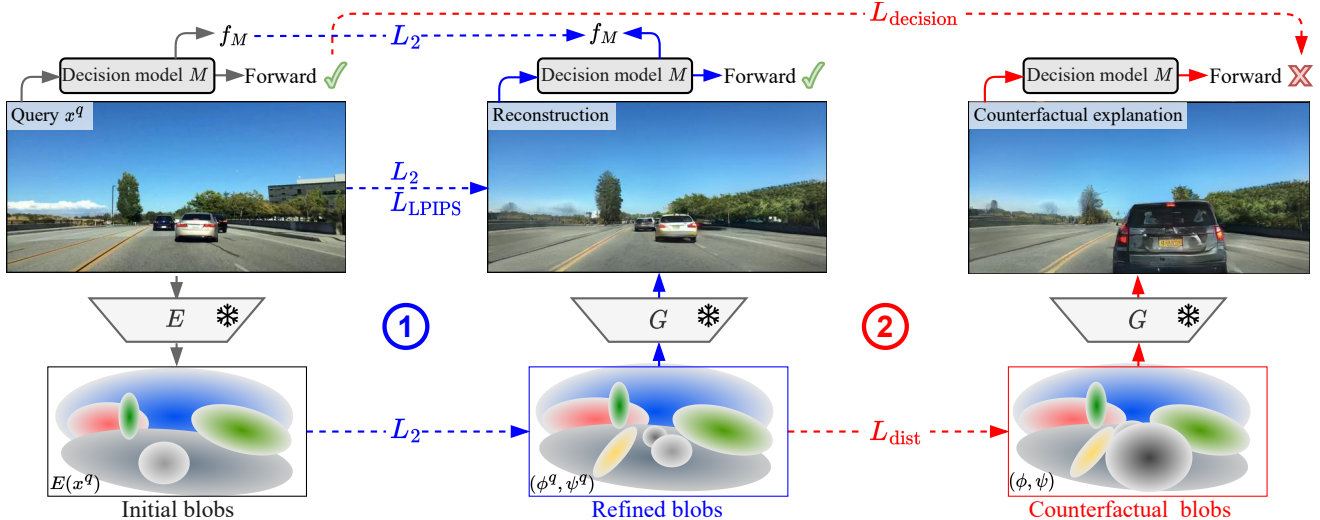 f_M L_2 f_M L_decision
Decision model M Forward ✓ Decision model M Forward ✓ Decision model M Forward ✗
Query x^q Reconstruction Counterfactual explanation
L_2
L_LPIPS
E G G
1 2
L_2 L_dist
E(x^q) (ϕ^q, ψ^q) (ϕ, ψ)
Initial blobs Refined blobs Counterfactual blobs